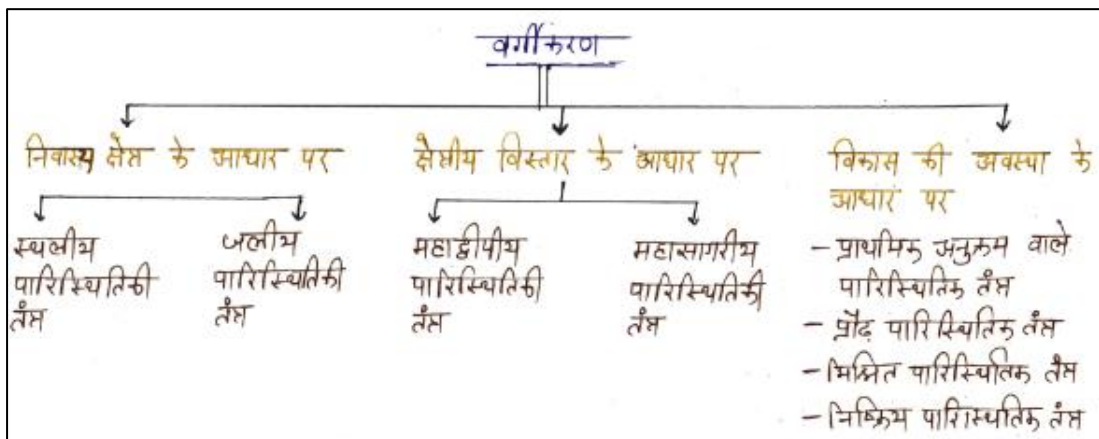 वर्गीकरण
निवास्य क्षेत्र के आधार पर
क्षेत्रीय विस्तार के आधार पर
विकास की अवस्था के
आधार पर
स्थलीय
पारिस्थितिकी
तंत्र
जलीय
पारिस्थितिकी
तंत्र
महाद्वीपीय
पारिस्थितिकी
तंत्र
महासागरीय
पारिस्थितिकी
तंत्र
- प्राथमिक अनुक्रम वाले
पारिस्थितिक तंत्र
- प्रौढ़ पारिस्थितिक तंत्र
- मिश्रित पारिस्थितिक तंत्र
- निष्क्रिय पारिस्थितिक तंत्र